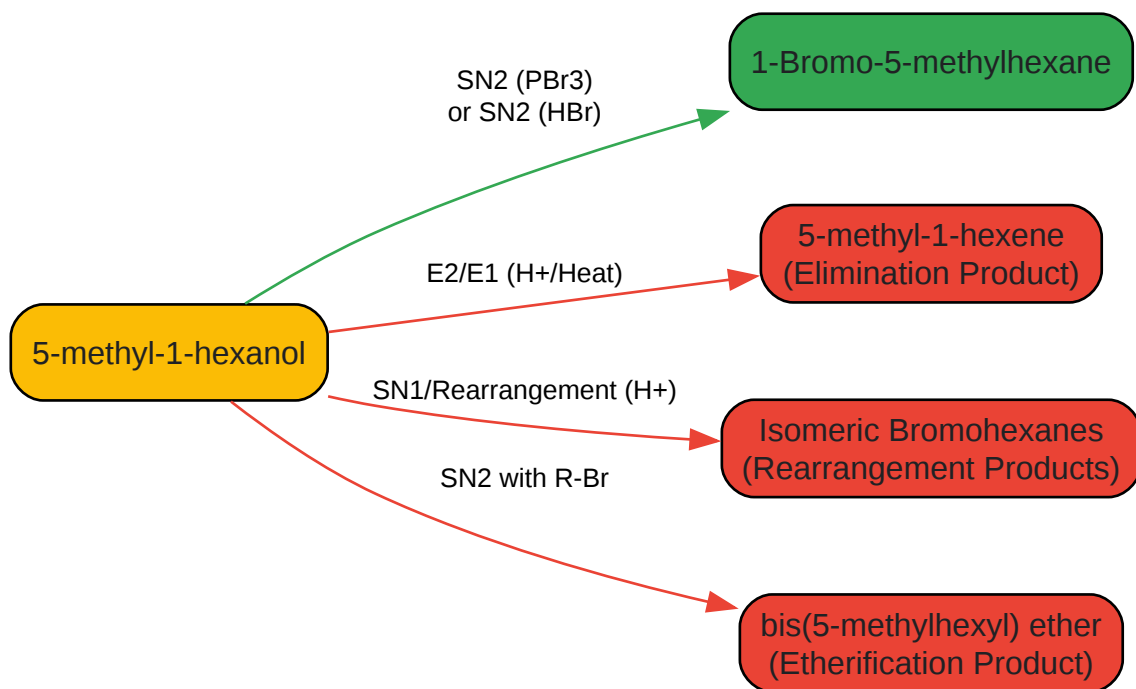 1-Bromo-5-methylhexane
SN2 (PBr3)
or SN2 (HBr)
5-methyl-1-hexene
(Elimination Product)
E2/E1 (H+/Heat)
5-methyl-1-hexanol
SN1/Rearrangement (H+)
Isomeric Bromohexanes
(Rearrangement Products)
SN2 with R-Br
bis(5-methylhexyl) ether
(Etherification Product)